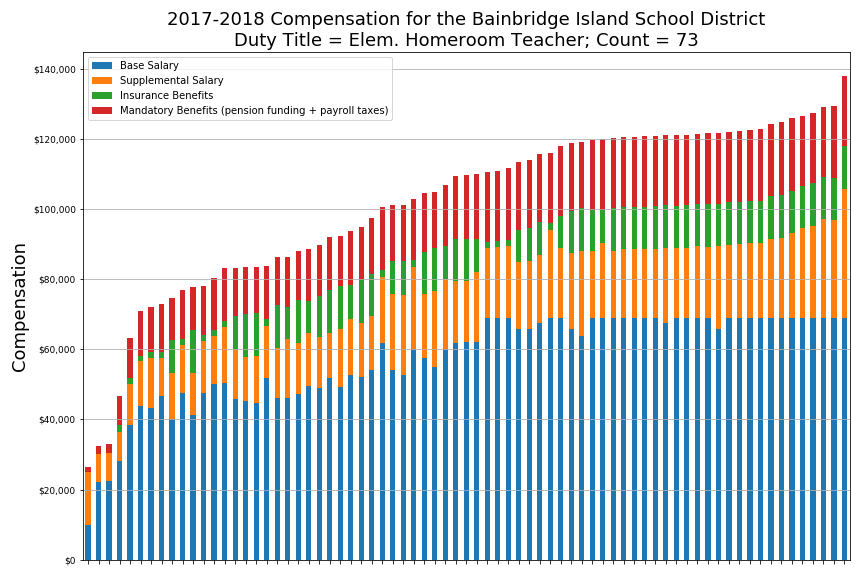 2017-2018 Compensation for the Bainbridge Island School District
Duty Title = Elem. Homeroom Teacher; Count = 73
Base Salary
Supplemental Salary
Insurance Benefits
Mandatory Benefits (pension funding + payroll taxes)
$140,000
$120,000
$100,000
$80,000
$60,000
$40,000
$20,000
$0
Compensation